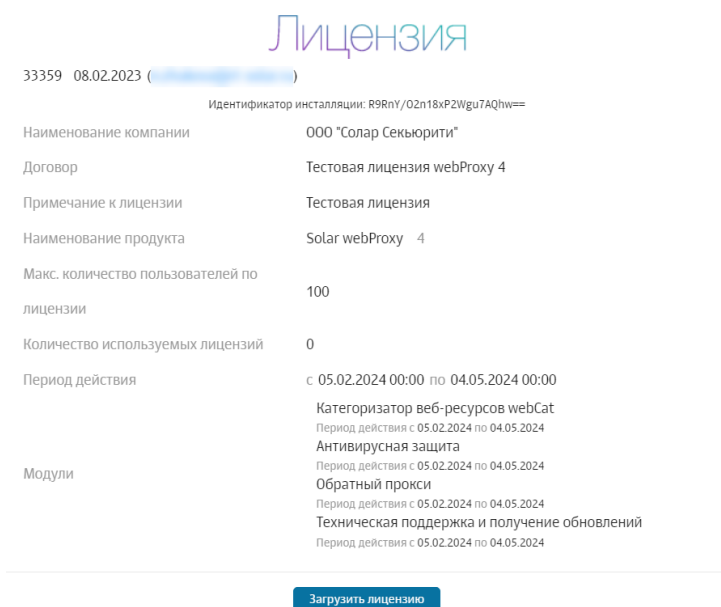 Лицензия
33359 08.02.2023 ( )
Идентификатор инсталляции: R9RnY/O2n18xP2Wgu7AQhw==
Наименование компании ООО "Солар Секьюрити"
Договор Тестовая лицензия webProxy 4
Примечание к лицензии Тестовая лицензия
Наименование продукта Solar webProxy 4
Макс. количество пользователей по
лицензии
100
Количество используемых лицензий 0
Период действия с 05.02.2024 00:00 по 04.05.2024 00:00
Модули
Категоризатор веб-ресурсов webCat
Период действия с 05.02.2024 по 04.05.2024
Антивирусная защита
Период действия с 05.02.2024 по 04.05.2024
Обратный прокси
Период действия с 05.02.2024 по 04.05.2024
Техническая поддержка и получение обновлений
Период действия с 05.02.2024 по 04.05.2024
Загрузить лицензию